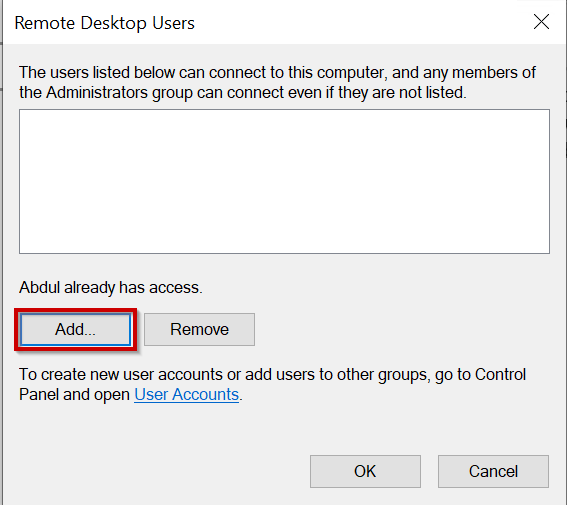 Remote Desktop Users
The users listed below can connect to this computer, and any members of
the Administrators group can connect even if they are not listed.
Abdul already has access.
Add... Remove
To create new user accounts or add users to other groups, go to Control
Panel and open User Accounts.
OK Cancel